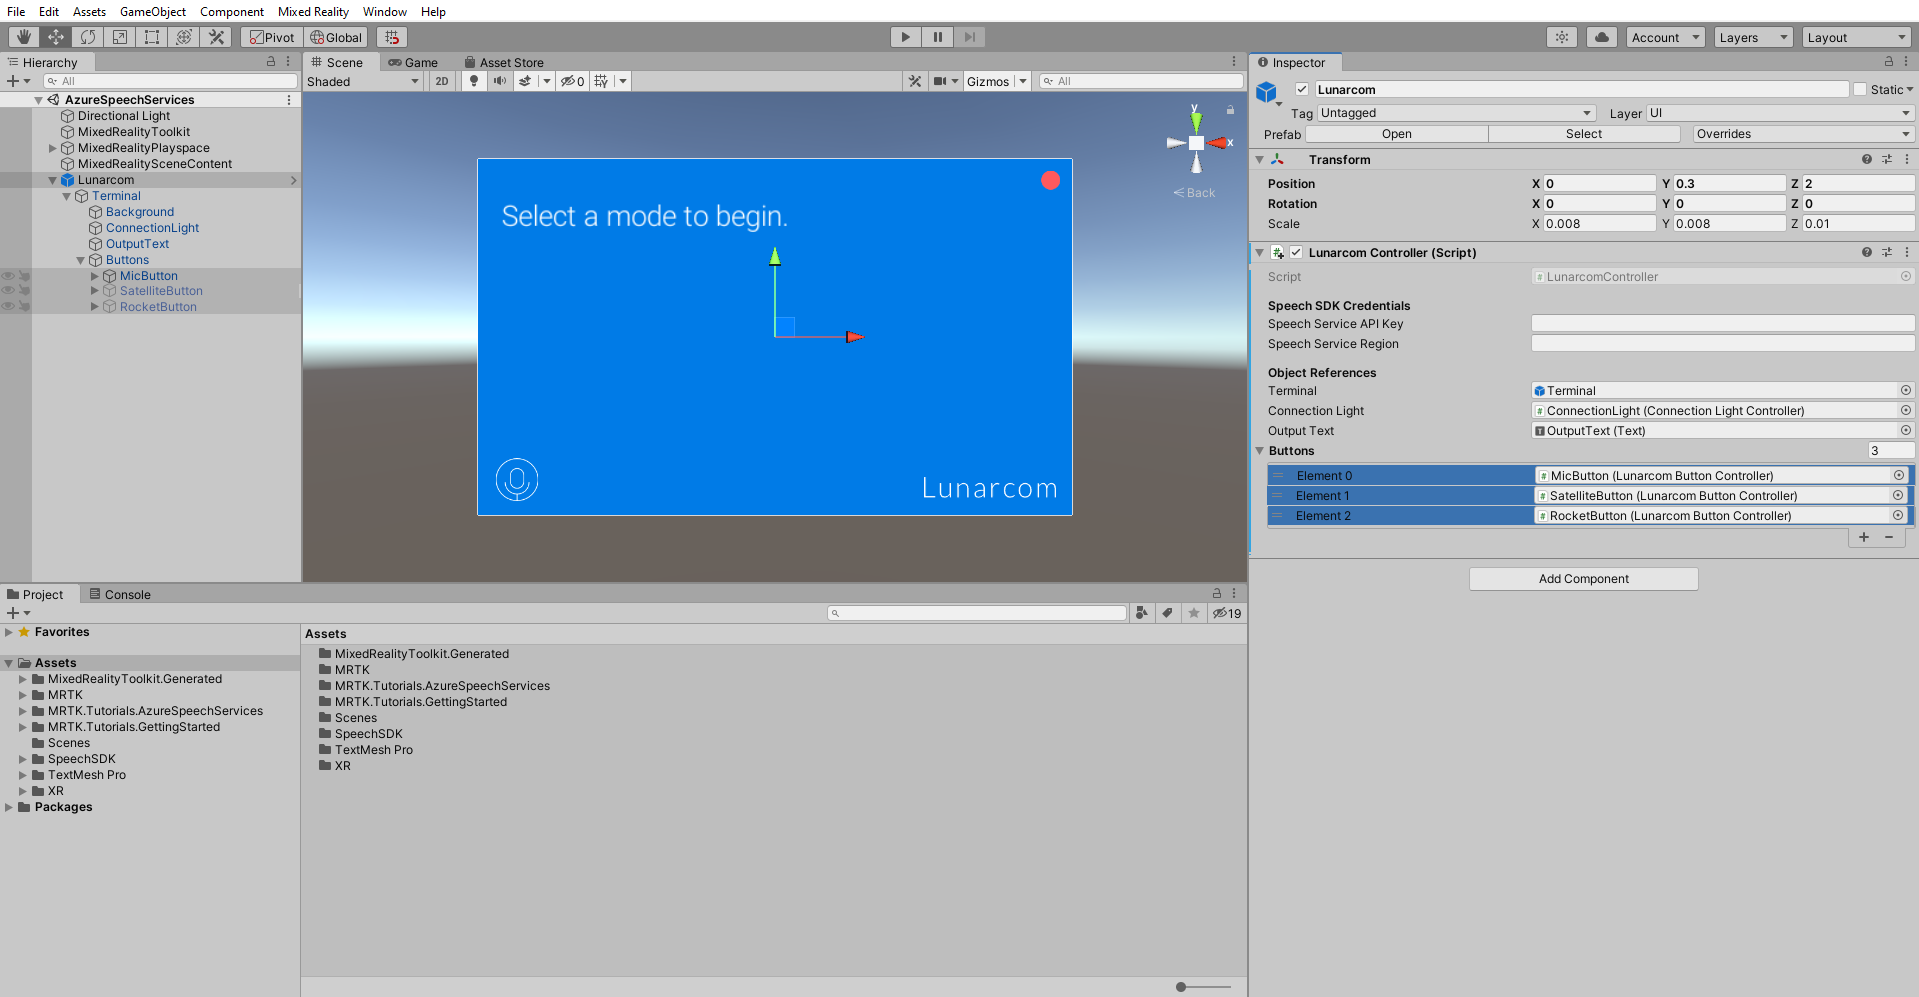 File Edit Assets GameObject Component Mixed Reality Window Help
Pivot Global Account Layers Layout
Hierarchy
All
AzureSpeechServices
Directional Light
MixedRealityToolkit
MixedRealityPlayspace
MixedRealitySceneContent
Lunarcom
Terminal
Background
ConnectionLight
OutputText
Buttons
MicButton
SatelliteButton
RocketButton
Scene Game Asset Store
Shaded 2D 0 Gizmos All
y
x
Back
Select a mode to begin.
Lunarcom
Inspector
Lunarcom Static
Tag Untagged Layer UI
Prefab Open Select Overrides
Transform
Position X 0 Y 0.3 Z 2
Rotation X 0 Y 0 Z 0
Scale X 0.008 Y 0.008 Z 0.01
Lunarcom Controller (Script)
Script LunarcomController
Speech SDK Credentials
Speech Service API Key
Speech Service Region
Object References
Terminal Terminal
Connection Light ConnectionLight (Connection Light Controller)
Output Text OutputText (Text)
Buttons 3
Element 0 MicButton (Lunarcom Button Controller)
Element 1 SatelliteButton (Lunarcom Button Controller)
Element 2 RocketButton (Lunarcom Button Controller)
+ −
Add Component
Project Console
19
Favorites
Assets
MixedRealityToolkit.Generated
MRTK
MRTK.Tutorials.AzureSpeechServices
MRTK.Tutorials.GettingStarted
Scenes
SpeechSDK
TextMesh Pro
XR
Packages
Assets
MixedRealityToolkit.Generated
MRTK
MRTK.Tutorials.AzureSpeechServices
MRTK.Tutorials.GettingStarted
Scenes
SpeechSDK
TextMesh Pro
XR